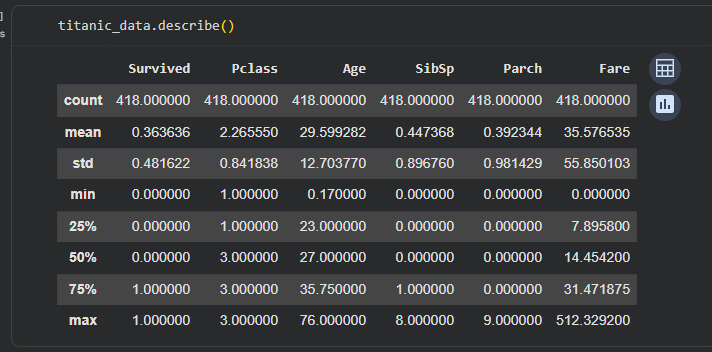 ]
s
titanic_data.describe()
Survived Pclass Age SibSp Parch Fare
count 418.000000 418.000000 418.000000 418.000000 418.000000 418.000000
mean 0.363636 2.265550 29.599282 0.447368 0.392344 35.576535
std 0.481622 0.841838 12.703770 0.896760 0.981429 55.850103
min 0.000000 1.000000 0.170000 0.000000 0.000000 0.000000
25% 0.000000 1.000000 23.000000 0.000000 0.000000 7.895800
50% 0.000000 3.000000 27.000000 0.000000 0.000000 14.454200
75% 1.000000 3.000000 35.750000 1.000000 0.000000 31.471875
max 1.000000 3.000000 76.000000 8.000000 9.000000 512.329200